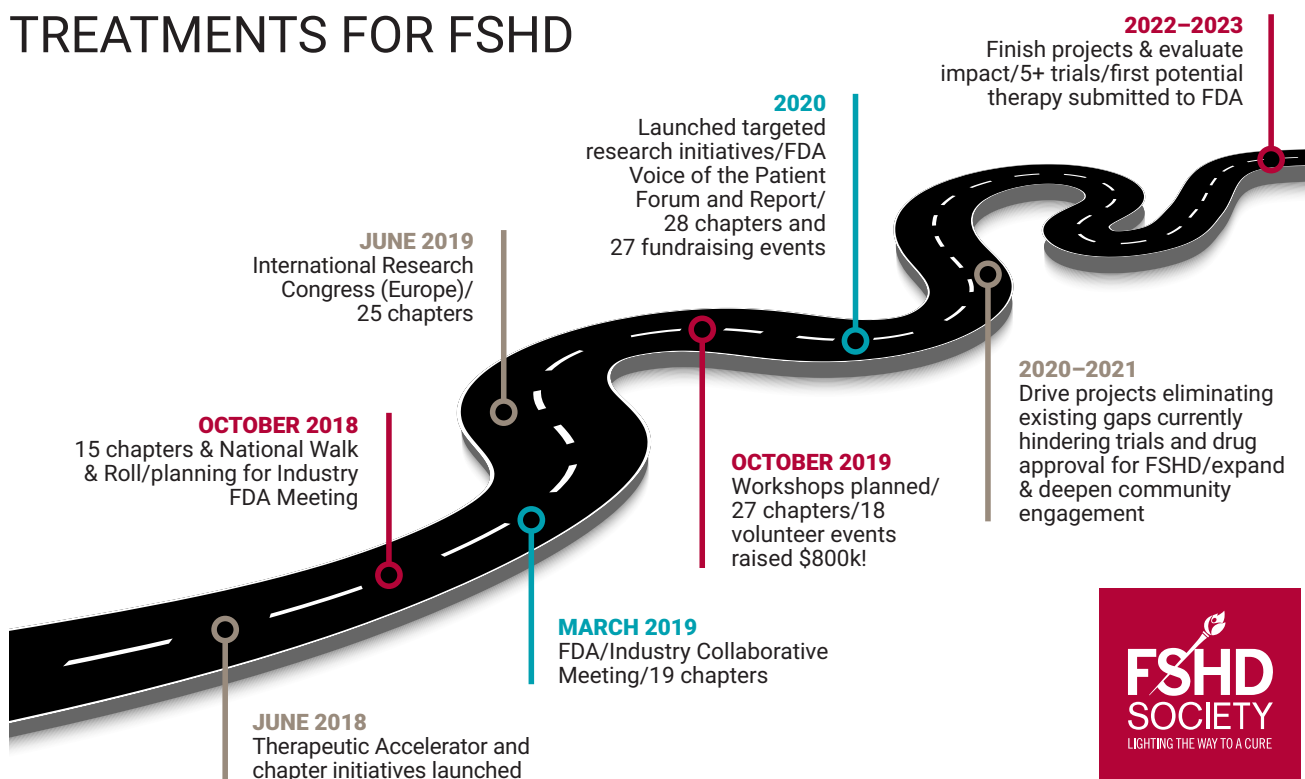 TREATMENTS FOR FSHD
2022–2023
Finish projects & evaluate
impact/5+ trials/first potential
therapy submitted to FDA
2020
Launched targeted
research initiatives/FDA
Voice of the Patient
Forum and Report/
28 chapters and
27 fundraising events
JUNE 2019
International Research
Congress (Europe)/
25 chapters
2020–2021
Drive projects eliminating
existing gaps currently
hindering trials and drug
approval for FSHD/expand
& deepen community
engagement
OCTOBER 2018
15 chapters & National Walk
& Roll/planning for Industry
FDA Meeting
OCTOBER 2019
Workshops planned/
27 chapters/18
volunteer events
raised $800k!
MARCH 2019
FDA/Industry Collaborative
Meeting/19 chapters
JUNE 2018
Therapeutic Accelerator and
chapter initiatives launched
FSHD
SOCIETY
LIGHTING THE WAY TO A CURE